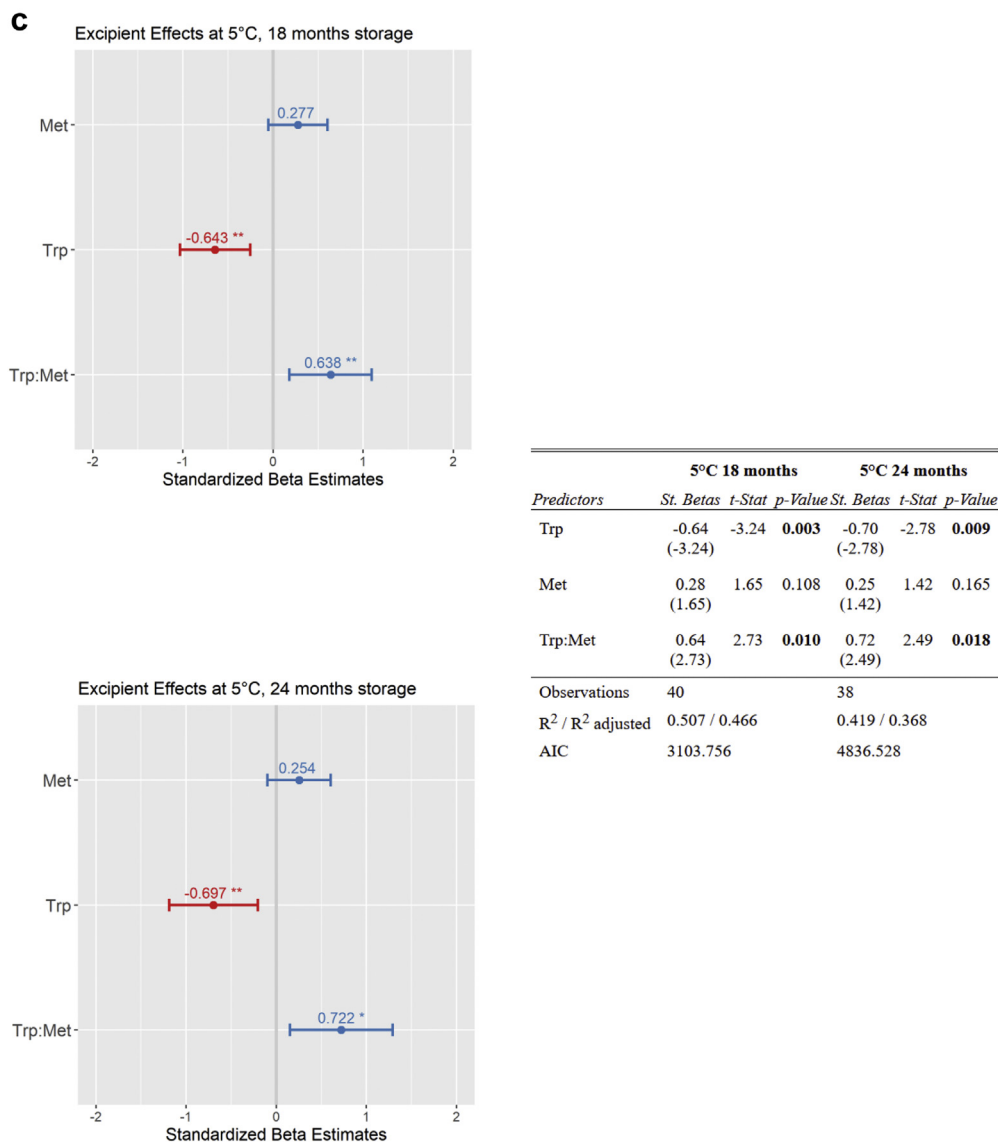 c
Excipient Effects at 5°C, 18 months storage
Met
0.277
Trp
-0.643 **
Trp:Met
0.638 **
-2 -1 0 1 2
Standardized Beta Estimates
5°C 18 months 5°C 24 months
Predictors St. Betas t-Stat p-Value St. Betas t-Stat p-Value
Trp -0.64 -3.24 0.003 -0.70 -2.78 0.009
(-3.24) (-2.78)
Met 0.28 1.65 0.108 0.25 1.42 0.165
(1.65) (1.42)
Trp:Met 0.64 2.73 0.010 0.72 2.49 0.018
(2.73) (2.49)
Observations 40 38
R² / R² adjusted 0.507 / 0.466 0.419 / 0.368
AIC 3103.756 4836.528
Excipient Effects at 5°C, 24 months storage
Met
0.254
Trp
-0.697 **
Trp:Met
0.722 *
-2 -1 0 1 2
Standardized Beta Estimates